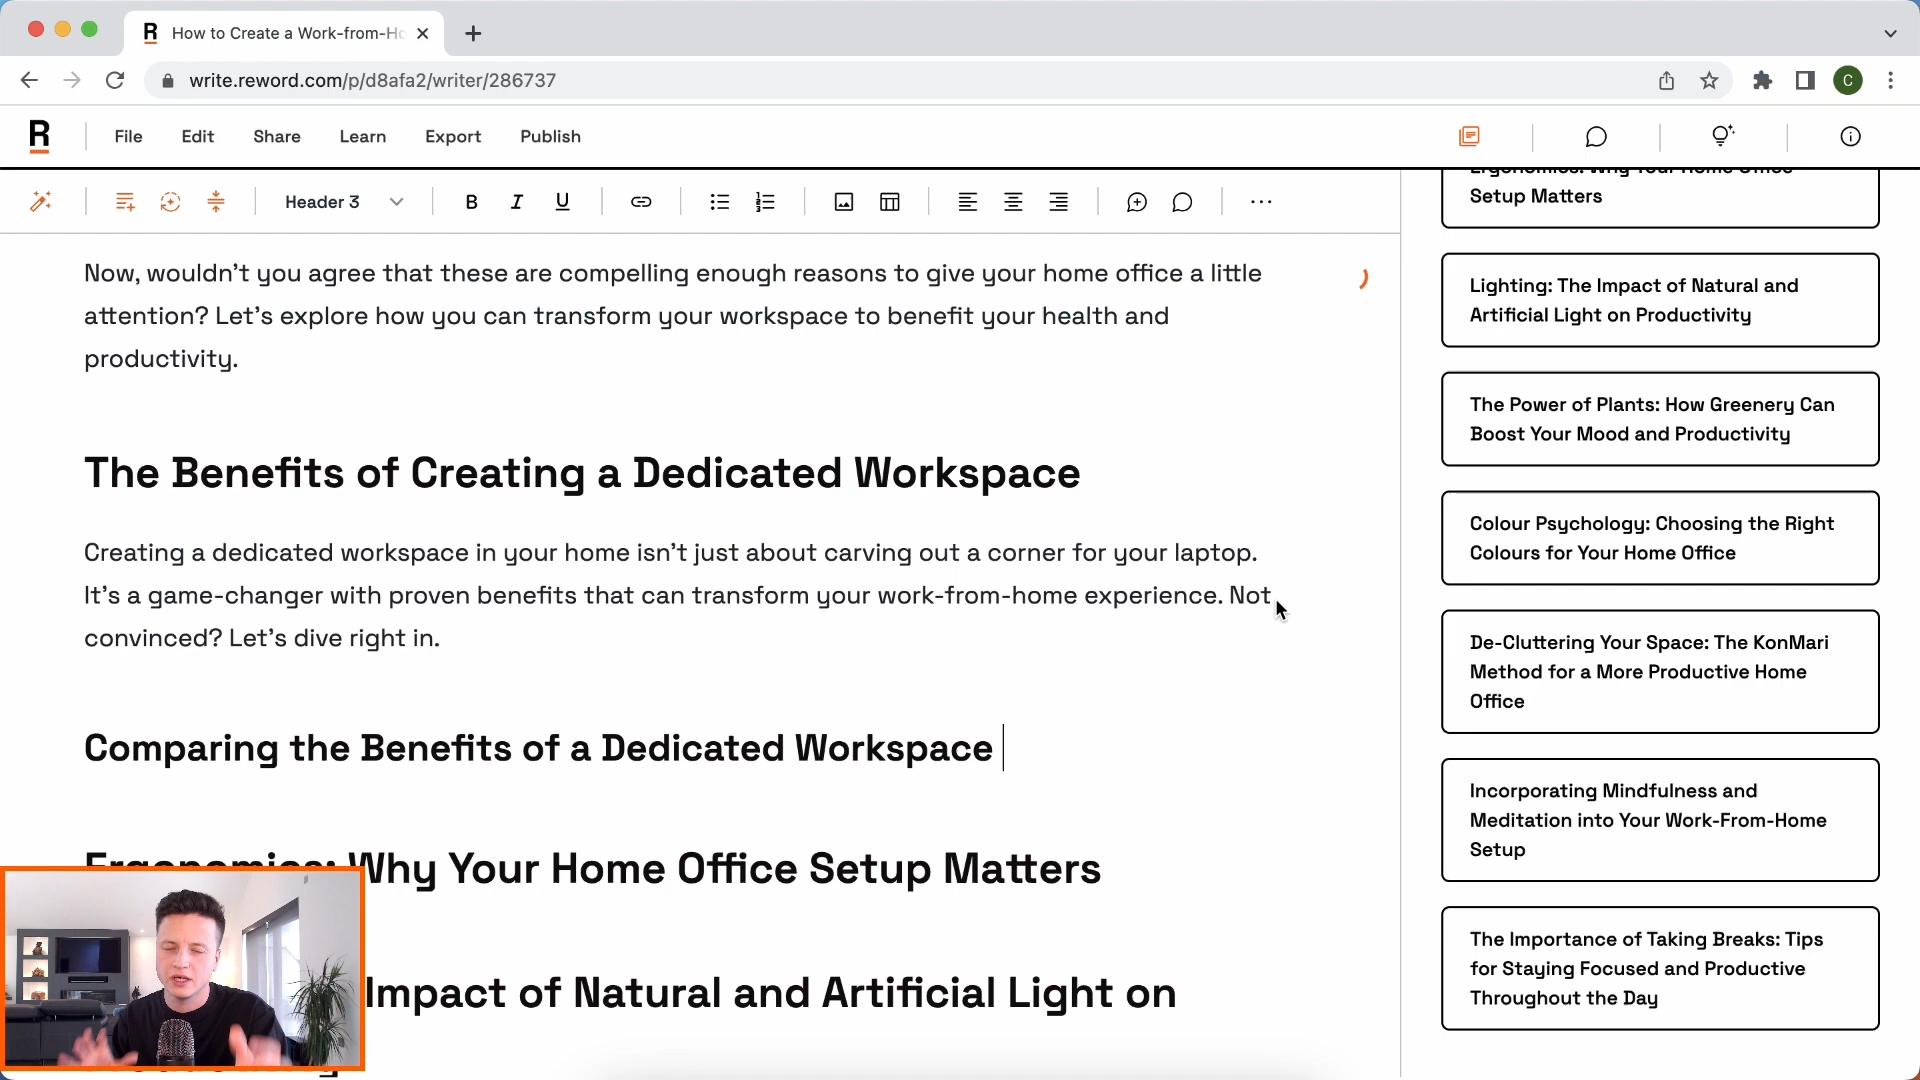 R How to Create a Work-from-Ho
write.reword.com/p/d8afa2/writer/286737
C
R File Edit Share Learn Export Publish
Header 3 B I U
Now, wouldn't you agree that these are compelling enough reasons to give your home office a little
attention? Let's explore how you can transform your workspace to benefit your health and
productivity.
The Benefits of Creating a Dedicated Workspace
Creating a dedicated workspace in your home isn't just about carving out a corner for your laptop.
It's a game-changer with proven benefits that can transform your work-from-home experience. Not
convinced? Let's dive right in.
Comparing the Benefits of a Dedicated Workspace
Ergonomics: Why Your Home Office Setup Matters
Impact of Natural and Artificial Light on
Ergonomics: Why Your Home Office
Setup Matters
Lighting: The Impact of Natural and
Artificial Light on Productivity
The Power of Plants: How Greenery Can
Boost Your Mood and Productivity
Colour Psychology: Choosing the Right
Colours for Your Home Office
De-Cluttering Your Space: The KonMari
Method for a More Productive Home
Office
Incorporating Mindfulness and
Meditation into Your Work-From-Home
Setup
The Importance of Taking Breaks: Tips
for Staying Focused and Productive
Throughout the Day